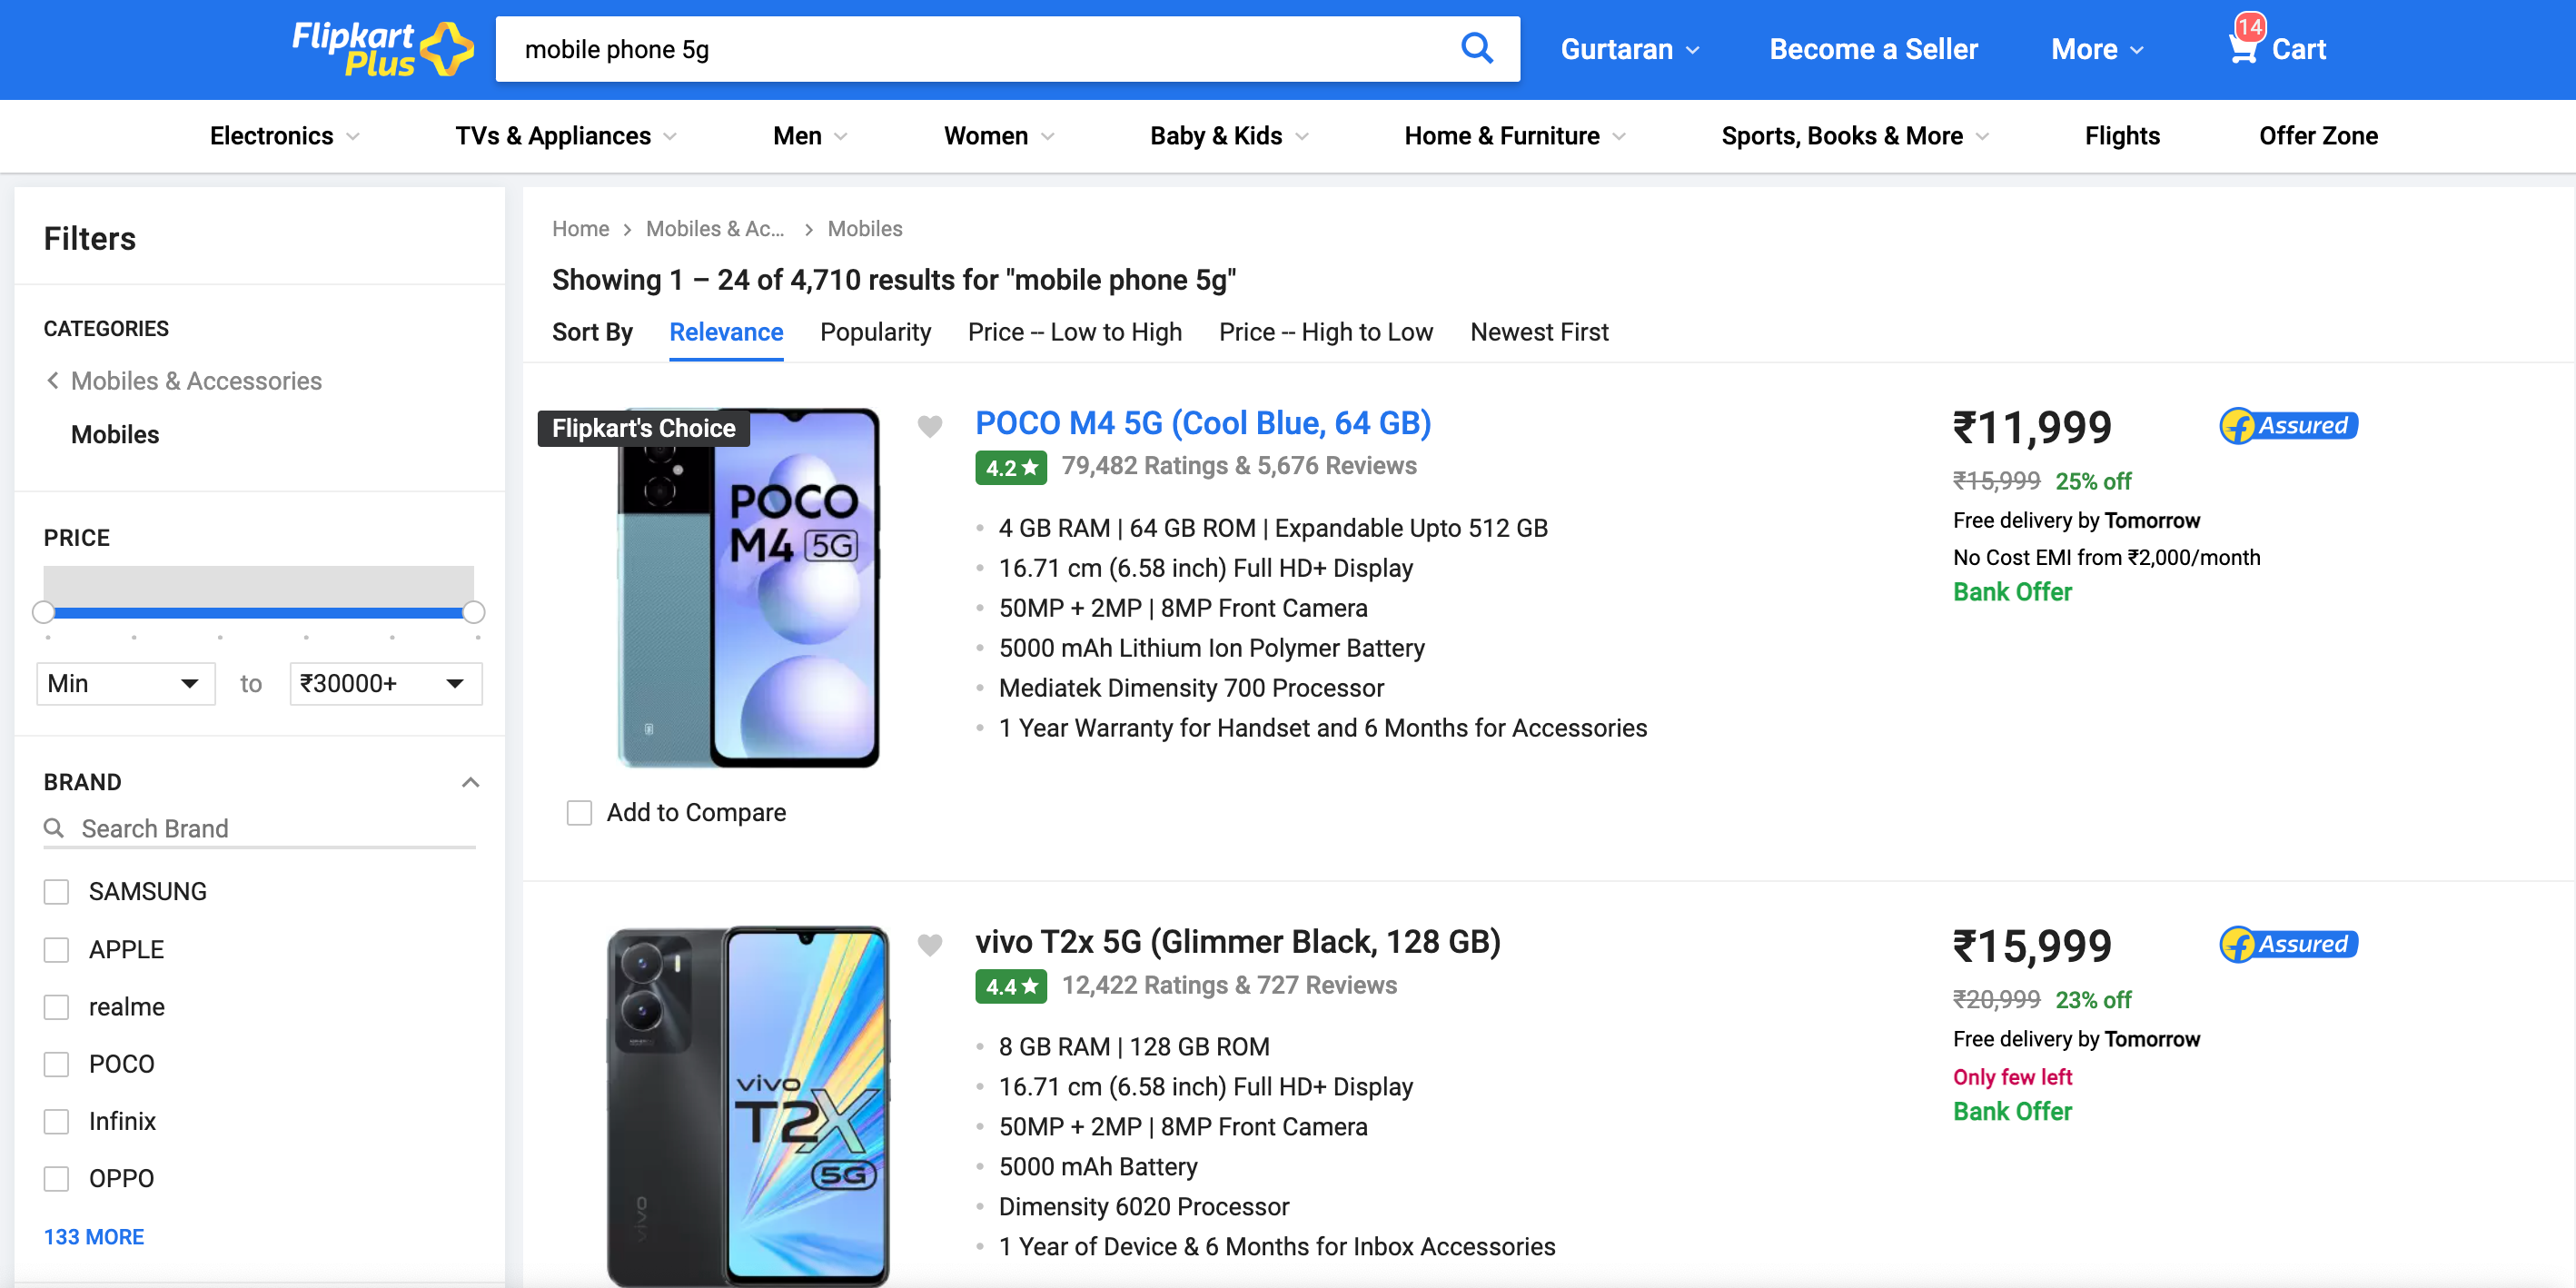 Flipkart
Plus
mobile phone 5g
Gurtaran
Become a Seller
More
14
Cart
Electronics
TVs & Appliances
Men
Women
Baby & Kids
Home & Furniture
Sports, Books & More
Flights
Offer Zone
Filters
CATEGORIES
Mobiles & Accessories
Mobiles
PRICE
Min
to
₹30000+
BRAND
Search Brand
SAMSUNG
APPLE
realme
POCO
Infinix
OPPO
133 MORE
Home
Mobiles & Ac...
Mobiles
Showing 1 – 24 of 4,710 results for "mobile phone 5g"
Sort By
Relevance
Popularity
Price -- Low to High
Price -- High to Low
Newest First
Flipkart's Choice
POCO
M4 5G
Add to Compare
POCO M4 5G (Cool Blue, 64 GB)
4.2★
79,482 Ratings & 5,676 Reviews
4 GB RAM | 64 GB ROM | Expandable Upto 512 GB
16.71 cm (6.58 inch) Full HD+ Display
50MP + 2MP | 8MP Front Camera
5000 mAh Lithium Ion Polymer Battery
Mediatek Dimensity 700 Processor
1 Year Warranty for Handset and 6 Months for Accessories
₹11,999
Assured
₹15,999 25% off
Free delivery by Tomorrow
No Cost EMI from ₹2,000/month
Bank Offer
vivo
vivo
T2X
5G
vivo T2x 5G (Glimmer Black, 128 GB)
4.4★
12,422 Ratings & 727 Reviews
8 GB RAM | 128 GB ROM
16.71 cm (6.58 inch) Full HD+ Display
50MP + 2MP | 8MP Front Camera
5000 mAh Battery
Dimensity 6020 Processor
1 Year of Device & 6 Months for Inbox Accessories
₹15,999
Assured
₹20,999 23% off
Free delivery by Tomorrow
Only few left
Bank Offer